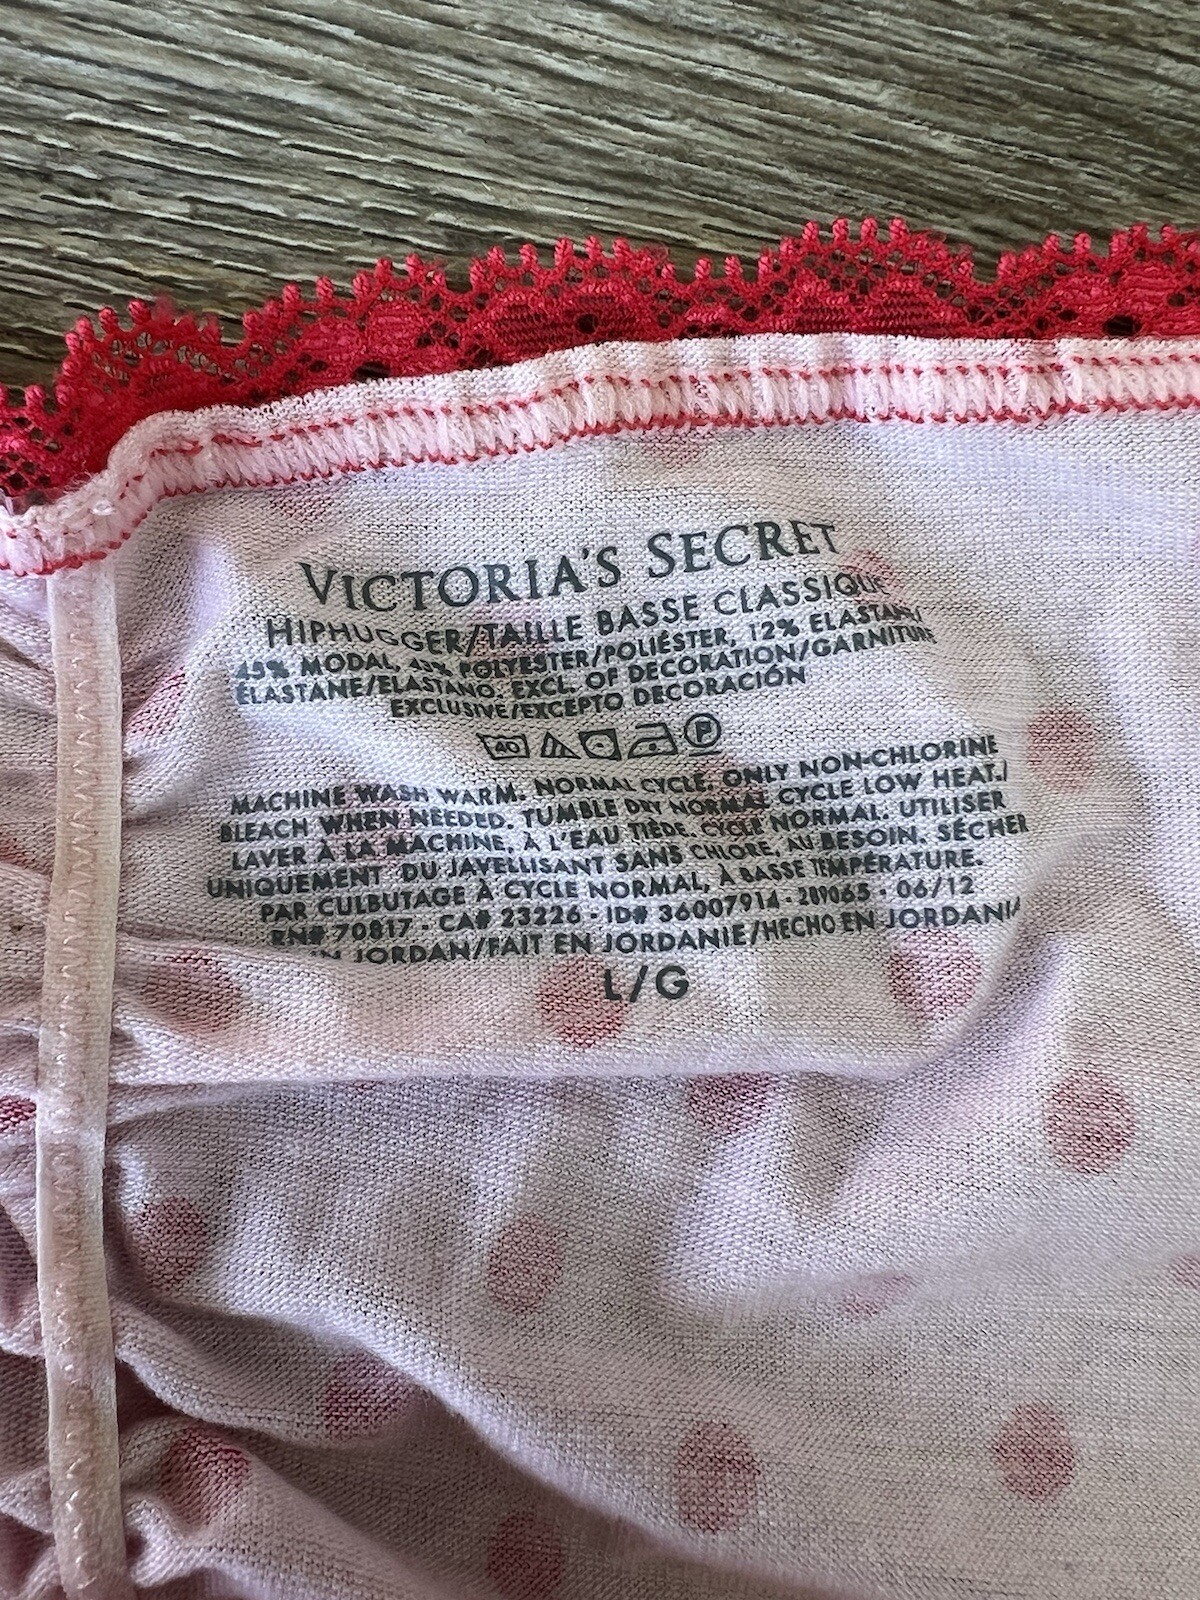 VICTORIA'S SECRET
HIPHUGGER/TAILLE BASSE CLASSIQUE
45% MODAL, 43% POLYESTER/POLIÉSTER, 12% ELASTANE/
ÉLASTANE/ELASTANO. EXCL. OF DECORATION/GARNITURE
EXCLUSIVE/EXCEPTO DECORACIÓN
40 P
MACHINE WASH WARM. NORMAL CYCLE. ONLY NON-CHLORINE
BLEACH WHEN NEEDED. TUMBLE DRY NORMAL CYCLE LOW HEAT./
LAVER À LA MACHINE, À L'EAU TIÈDE. CYCLE NORMAL. UTILISER
UNIQUEMENT DU JAVELLISANT SANS CHLORE, AU BESOIN. SÉCHER
PAR CULBUTAGE À CYCLE NORMAL, À BASSE TEMPÉRATURE.
RN# 70817 - CA# 23226 - ID# 36007914 - 209065 - 06/12
IN JORDAN/FAIT EN JORDANIE/HECHO EN JORDANIA
L/G